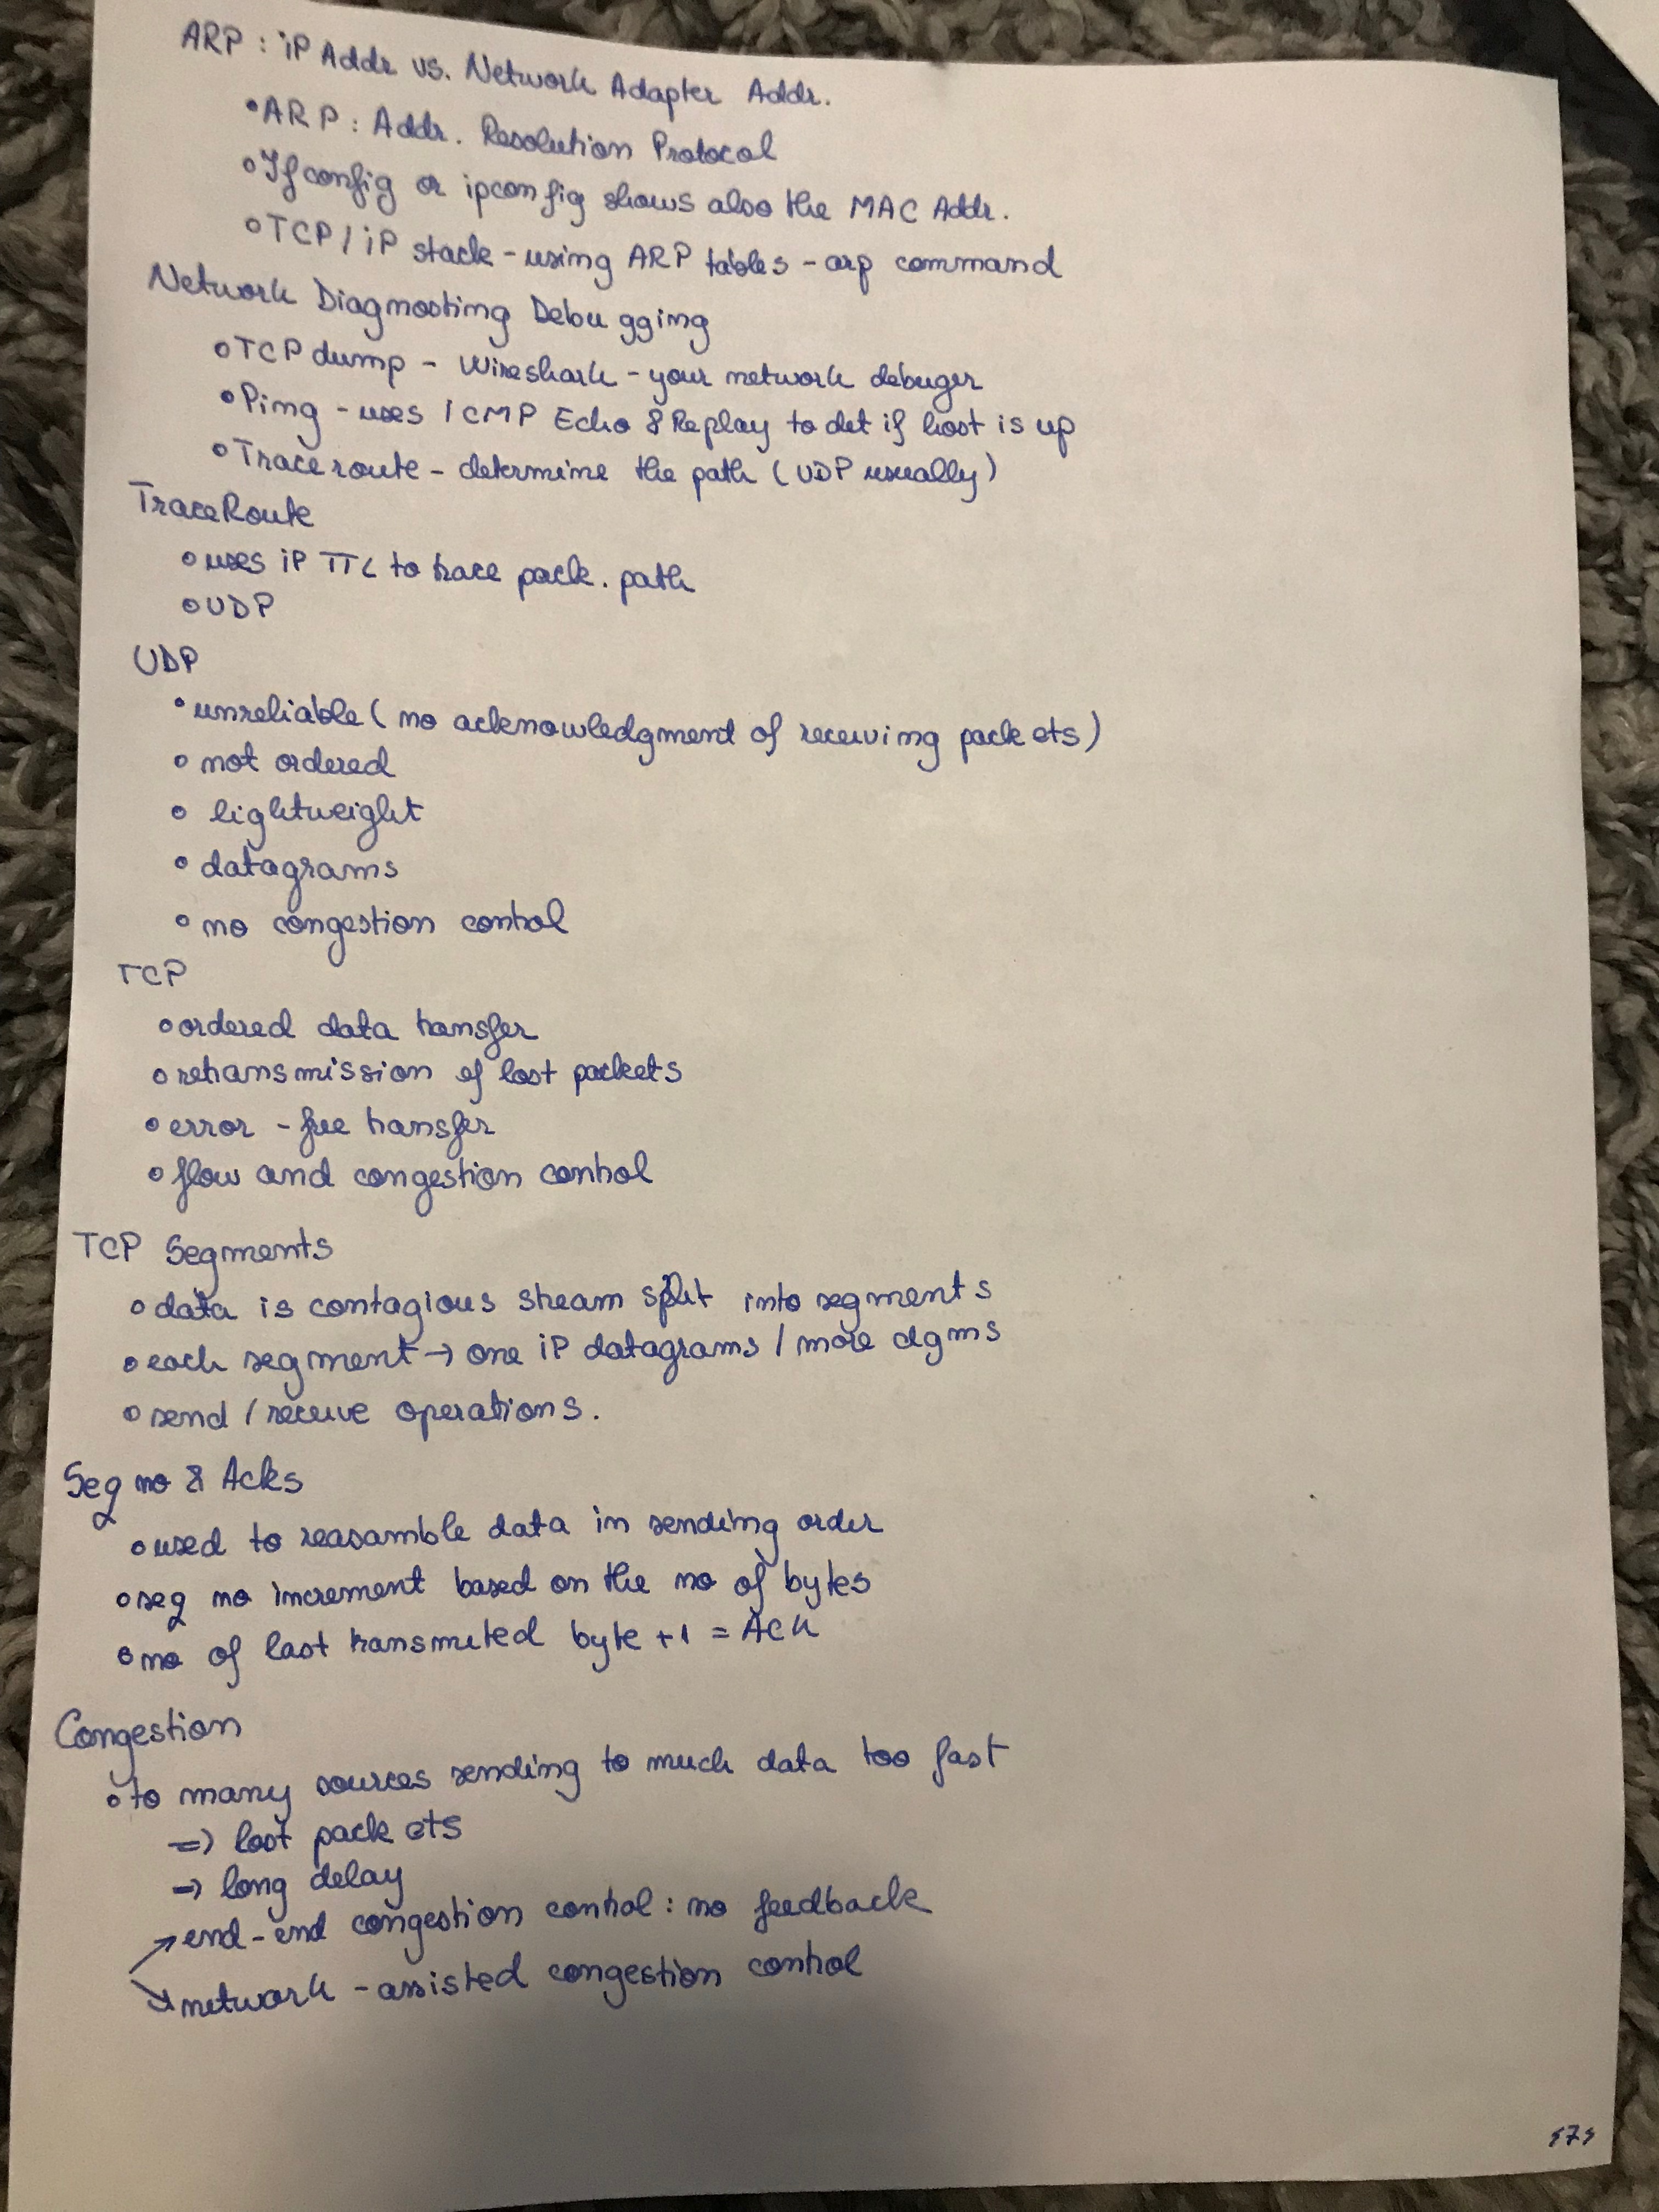 ARP : iP Addr vs. Network Adapter Addr.
• ARP : Addr. Resolution Protocol
• Ifconfig or ipconfig shows also the MAC Addr.
• TCP / iP stack - using ARP tables - arp command
Network Diagnosting Debugging
• TCP dump - Wireshark - your network debuger
• Ping - uses ICMP Echo & Replay to det if host is up
• Traceroute - determine the path (UDP usually)
TraceRoute
• uses iP TTL to trace pack. path
• UDP
UDP
• unreliable ( no acknowledgment of receiving packets)
• not ordered
• lightweight
• datagrams
• no congestion control
TCP
• ordered data transfer
• retransmission of lost packets
• error - free transfer
• flow and congestion control
TCP Segments
• data is contagious stream split into segments
• each segment → one iP datagrams / more dgms
• send / receive operations.
Seq no & Acks
• used to reasamble data in sending order
• seq no increment based on the no of bytes
• no of last transmited byte +1 = Ack
Congestion
• to many sources sending to much data too fast
=> lost packets
→ long delay
↗ end - end congestion control : no feedback
↘ network - assisted congestion control
{7}